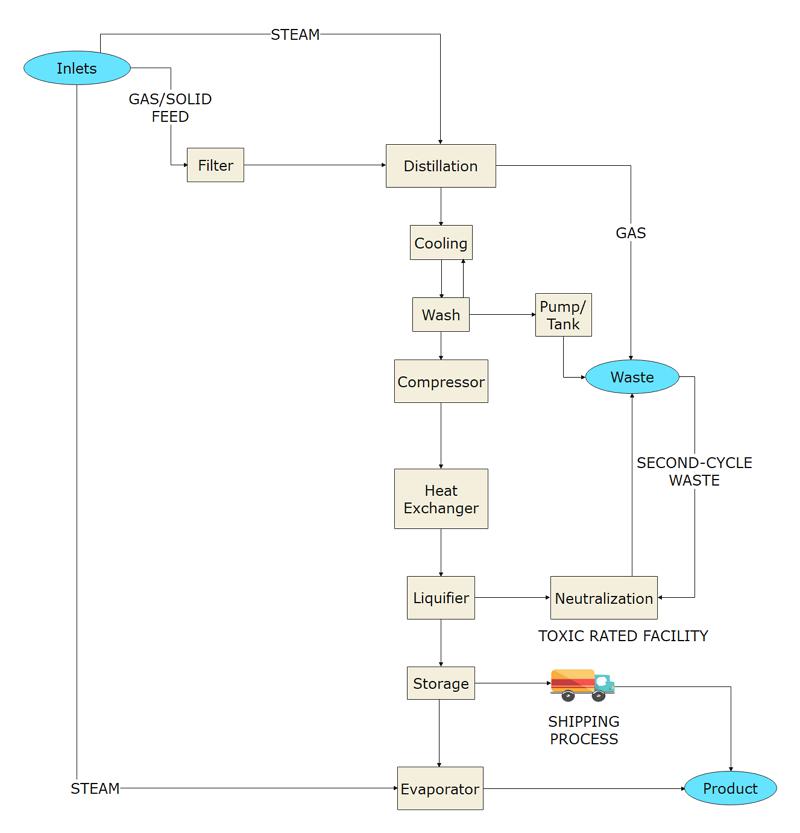 STEAM
Inlets
GAS/SOLID
FEED
Filter
Distillation
GAS
Cooling
Wash
Pump/
Tank
Compressor
Waste
SECOND-CYCLE
WASTE
Heat
Exchanger
Liquifier
Neutralization
TOXIC RATED FACILITY
Storage
SHIPPING
PROCESS
STEAM
Evaporator
Product